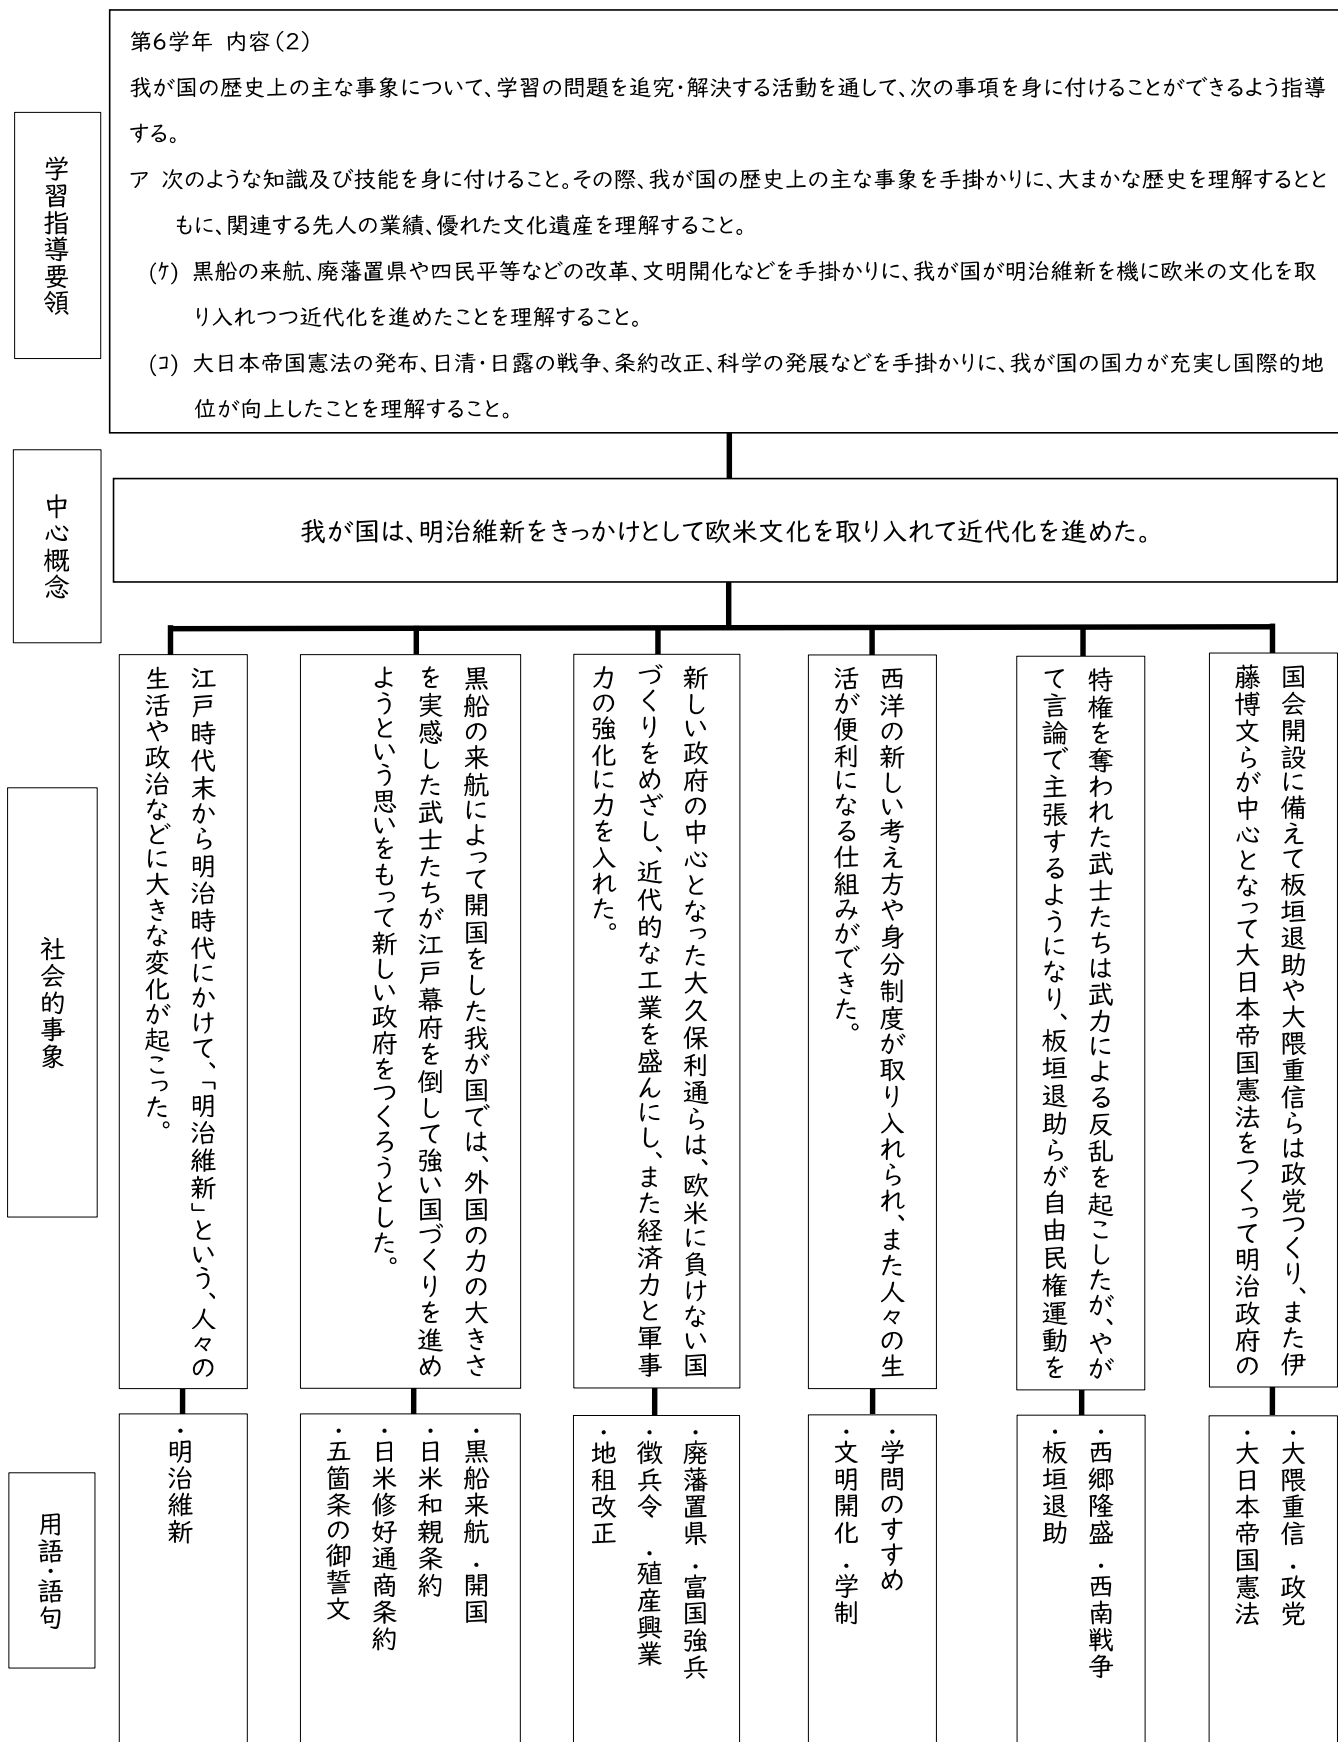 学習指導要領
第6学年 内容(2)
我が国の歴史上の主な事象について、学習の問題を追究・解決する活動を通して、次の事項を身に付けることができるよう指導
する。
ア 次のような知識及び技能を身に付けること。その際、我が国の歴史上の主な事象を手掛かりに、大まかな歴史を理解するとと
もに、関連する先人の業績、優れた文化遺産を理解すること。
(ケ) 黒船の来航、廃藩置県や四民平等などの改革、文明開化などを手掛かりに、我が国が明治維新を機に欧米の文化を取
り入れつつ近代化を進めたことを理解すること。
(コ) 大日本帝国憲法の発布、日清・日露の戦争、条約改正、科学の発展などを手掛かりに、我が国の国力が充実し国際的地
位が向上したことを理解すること。
中心概念
我が国は、明治維新をきっかけとして欧米文化を取り入れて近代化を進めた。
社会的事象
江戸時代末から明治時代にかけて、「明治維新」という、人々の
生活や政治などに大きな変化が起こった。
黒船の来航によって開国をした我が国では、外国の力の大きさ
を実感した武士たちが江戸幕府を倒して強い国づくりを進め
ようという思いをもって新しい政府をつくろうとした。
新しい政府の中心となった大久保利通らは、欧米に負けない国
づくりをめざし、近代的な工業を盛んにし、また経済力と軍事
力の強化に力を入れた。
西洋の新しい考え方や身分制度が取り入れられ、また人々の生
活が便利になる仕組みができた。
特権を奪われた武士たちは武力による反乱を起こしたが、やが
て言論で主張するようになり、板垣退助らが自由民権運動を
国会開設に備えて板垣退助や大隈重信らは政党つくり、また伊
藤博文らが中心となって大日本帝国憲法をつくって明治政府の
用語・語句
・明治維新
・黒船来航 ・開国
・日米和親条約
・日米修好通商条約
・五箇条の御誓文
・廃藩置県 ・富国強兵
・徴兵令 ・殖産興業
・地租改正
・学問のすすめ
・文明開化 ・学制
・西郷隆盛 ・西南戦争
・板垣退助
・大隈重信 ・政党
・大日本帝国憲法